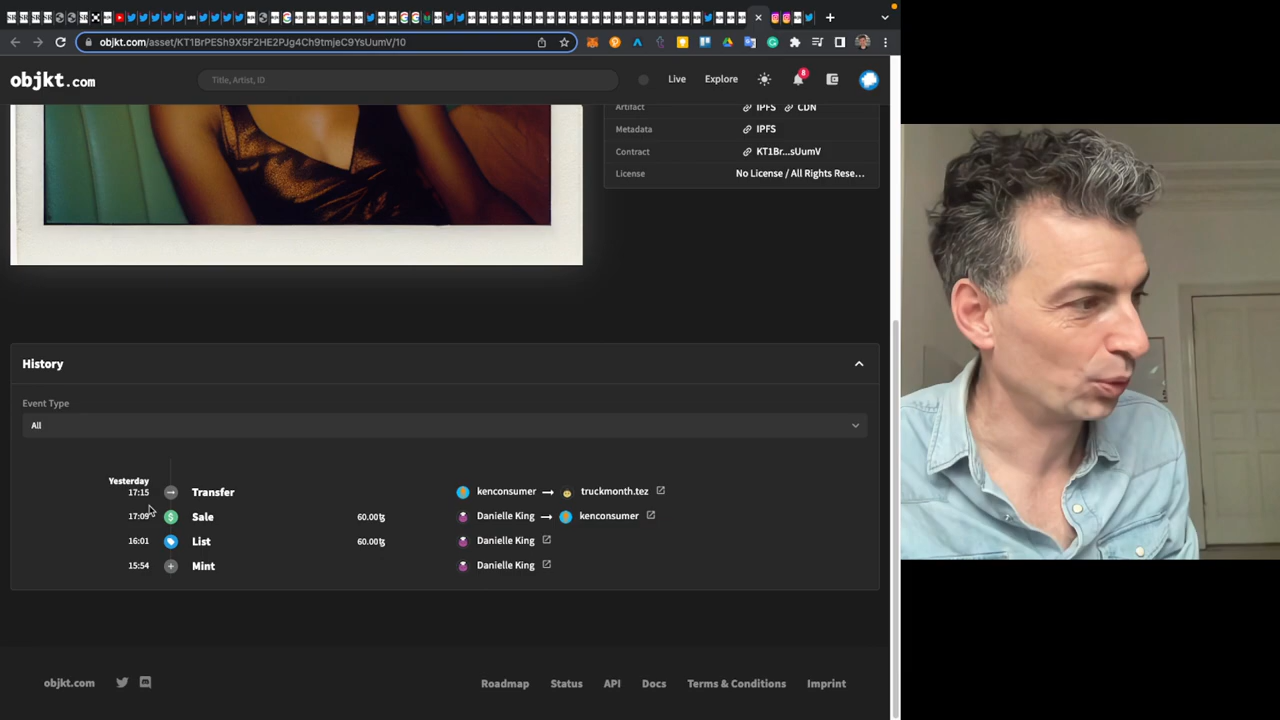 objkt.com/asset/KT1BrPESh9X5F2HE2PJg4Ch9tmjeC9YsUumV/10
objkt.com
Title, Artist, ID
Live
Explore
8
Artifact IPFS CDN
Metadata IPFS
Contract KT1Br...sUumV
License No License / All Rights Rese...
History
Event Type
All
Yesterday
17:15 Transfer kenconsumer → truckmonth.tez
17:09 Sale 60.00ꜩ Danielle King → kenconsumer
16:01 List 60.00ꜩ Danielle King
15:54 Mint Danielle King
objkt.com Roadmap Status API Docs Terms & Conditions Imprint